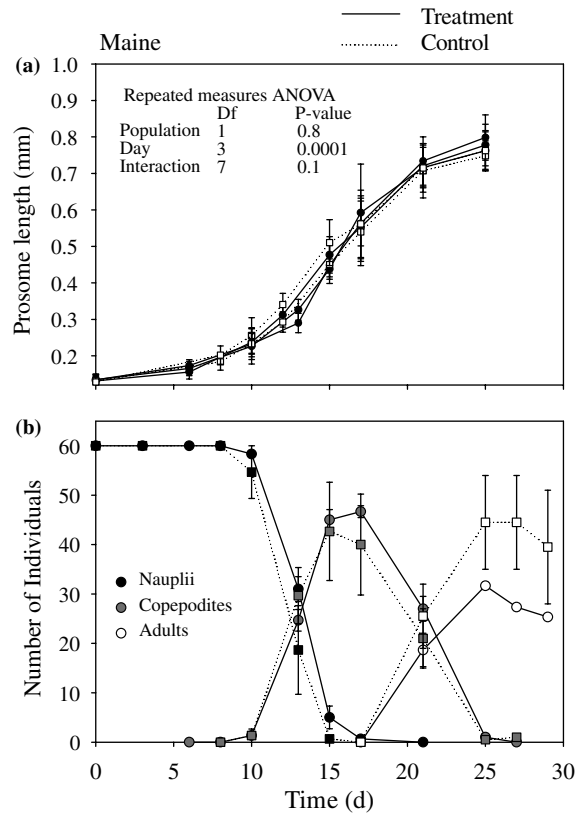 Treatment
Maine
Control
(a)
Repeated measures ANOVA
Df P-value
Population 1 0.8
Day 3 0.0001
Interaction 7 0.1
Prosome length (mm)
1.0
0.9
0.8
0.7
0.6
0.5
0.4
0.3
0.2
(b)
Number of Individuals
60
50
40
30
20
10
0
Nauplii
Copepodites
Adults
0 5 10 15 20 25 30
Time (d)